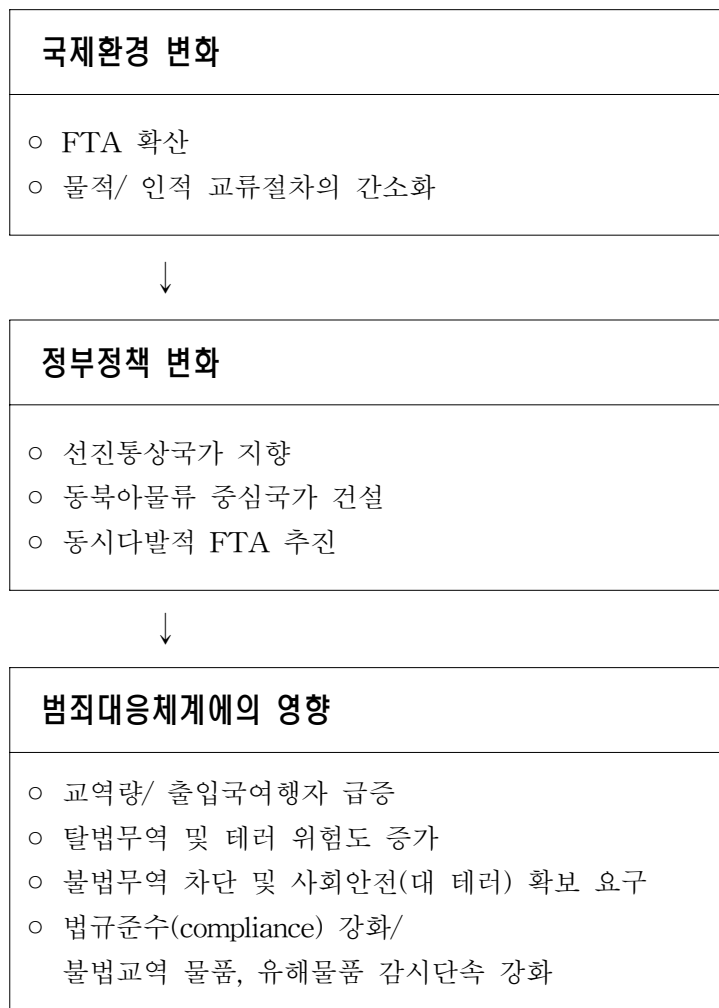 국제환경 변화
○ FTA 확산
○ 물적/ 인적 교류절차의 간소화
↓
정부정책 변화
○ 선진통상국가 지향
○ 동북아물류 중심국가 건설
○ 동시다발적 FTA 추진
↓
범죄대응체계에의 영향
○ 교역량/ 출입국여행자 급증
○ 탈법무역 및 테러 위험도 증가
○ 불법무역 차단 및 사회안전(대 테러) 확보 요구
○ 법규준수(compliance) 강화/
불법교역 물품, 유해물품 감시단속 강화